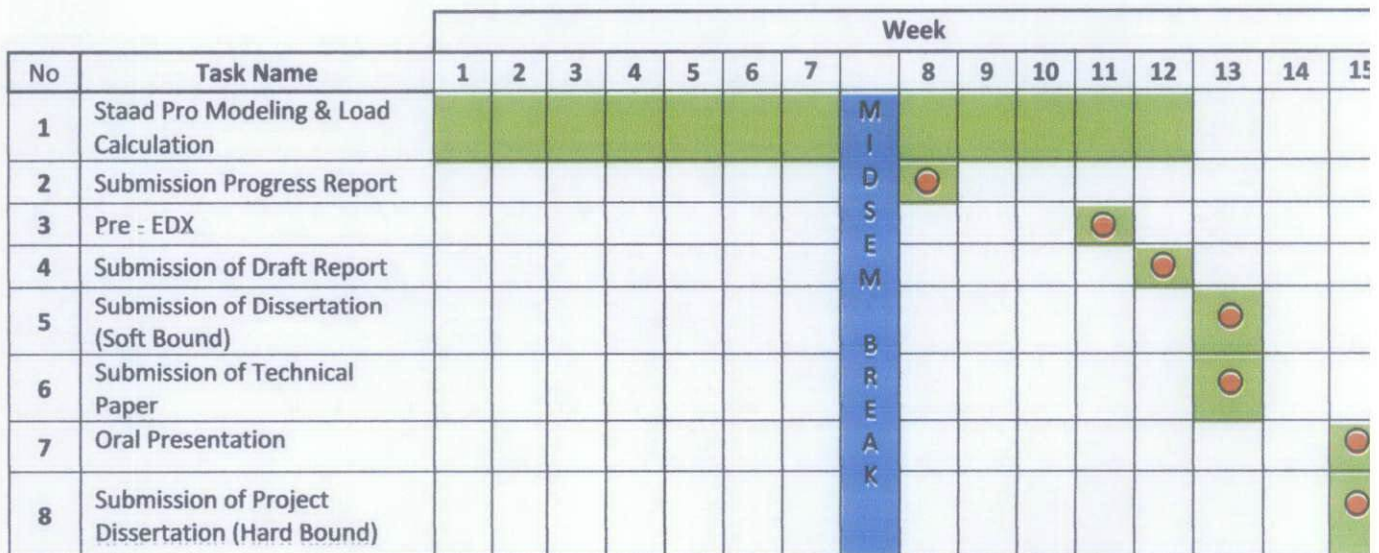 Week
No Task Name 1 2 3 4 5 6 7 8 9 10 11 12 13 14 15
1 Staad Pro Modeling & Load
Calculation
2 Submission Progress Report
3 Pre - EDX
4 Submission of Draft Report
5 Submission of Dissertation
(Soft Bound)
6 Submission of Technical
Paper
7 Oral Presentation
8 Submission of Project
Dissertation (Hard Bound)
MIDSEM BREAK